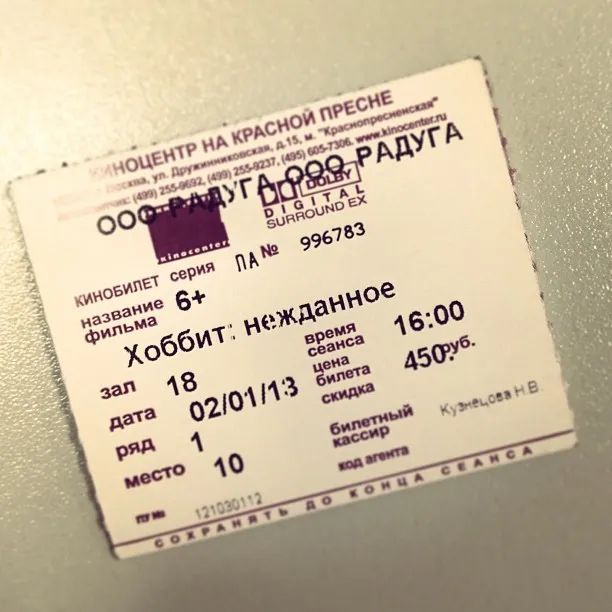 КИНОЦЕНТР НА КРАСНОЙ ПРЕСНЕ
Москва, ул. Дружинниковская, д.15, м. "Краснопресненская"
(499) 255-9692, (499) 255-9237, (495) 605-7306, www.kinocenter.ru
ООО РАДУГА ООО РАДУГА
kinocenter
DOLBY
DIGITAL
SURROUND EX
КИНОБИЛЕТ серия ПА № 996783
название фильма 6+
Хоббит: нежданное
зал 18
время сеанса 16:00
дата 02/01/13
цена билета 450. руб.
ряд 1
скидка
место 10
билетный кассир Кузнецова Н.В.
код агента
ПУ № 121030112
СОХРАНЯТЬ ДО КОНЦА СЕАНСА